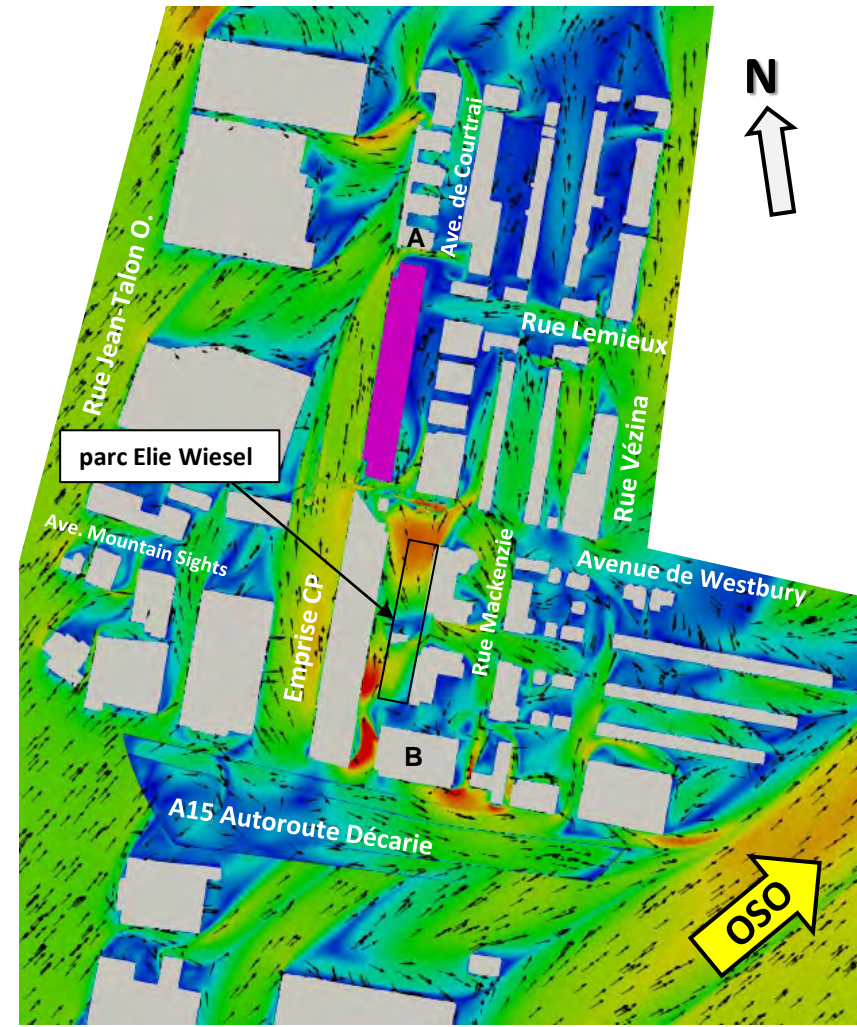 N
Ave. de Courtrai
A
Rue Jean-Talon O.
Rue Lemieux
Rue Vézina
parc Elie Wiesel
Ave. Mountain Sights
Avenue de Westbury
Rue Mackenzie
Emprise CP
B
A15 Autoroute Décarie
OSO